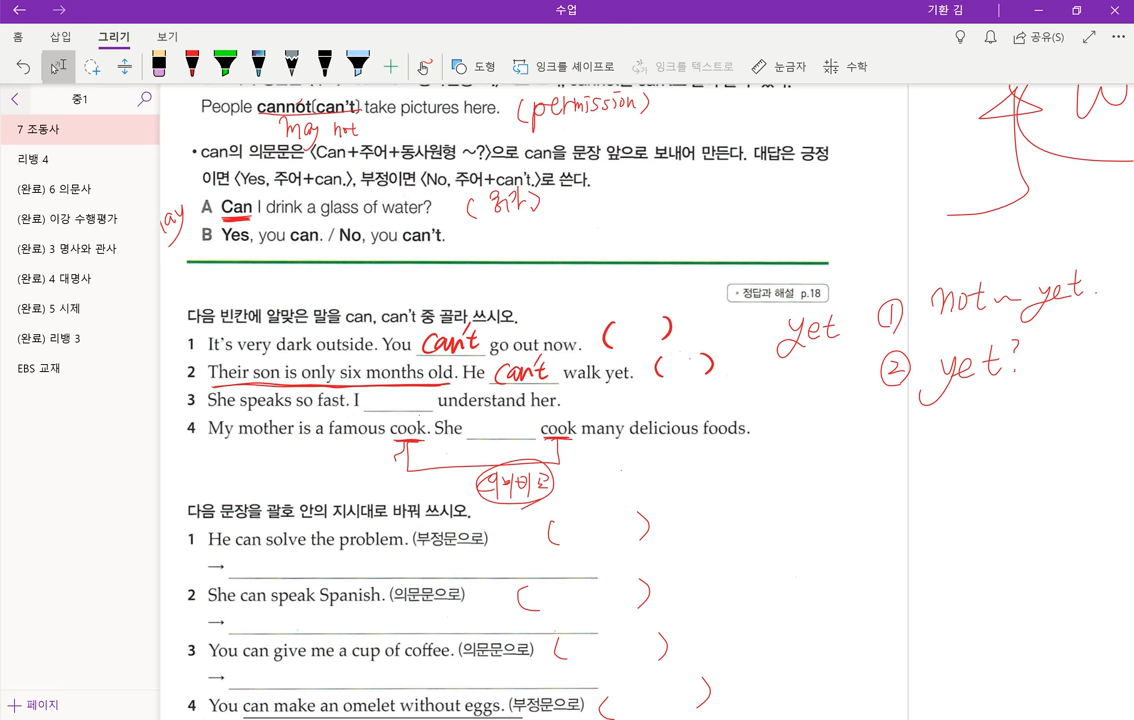 수업
기환 김
홈 삽입 그리기 보기
공유(S)
도형 잉크를 셰이프로 잉크를 텍스트로 눈금자 수학
중1
7 조동사
리뱅 4
(완료) 6 의문사
(완료) 이강 수행평가
(완료) 3 명사와 관사
(완료) 4 대명사
(완료) 5 시제
(완료) 리뱅 3
EBS 교재
페이지
People cannot(can't) take pictures here. (permission)
may not
• can의 의문문은 〈Can+주어+동사원형 ~?〉으로 can을 문장 앞으로 보내어 만든다. 대답은 긍정
이면 〈Yes, 주어+can.〉, 부정이면 〈No, 주어+can't.〉로 쓴다.
A Can I drink a glass of water? (허가)
B Yes, you can. / No, you can't.
• 정답과 해설 p.18
다음 빈칸에 알맞은 말을 can, can't 중 골라 쓰시오.
1 It's very dark outside. You can't go out now. ( )
2 Their son is only six months old. He can't walk yet. ( )
3 She speaks so fast. I ______ understand her.
4 My mother is a famous cook. She ______ cook many delicious foods.
yet ① not ~ yet.
② yet?
다음 문장을 괄호 안의 지시대로 바꿔 쓰시오.
1 He can solve the problem. (부정문으로) ( )
→
2 She can speak Spanish. (의문문으로) ( )
→
3 You can give me a cup of coffee. (의문문으로) ( )
→
4 You can make an omelet without eggs. (부정문으로) ( )